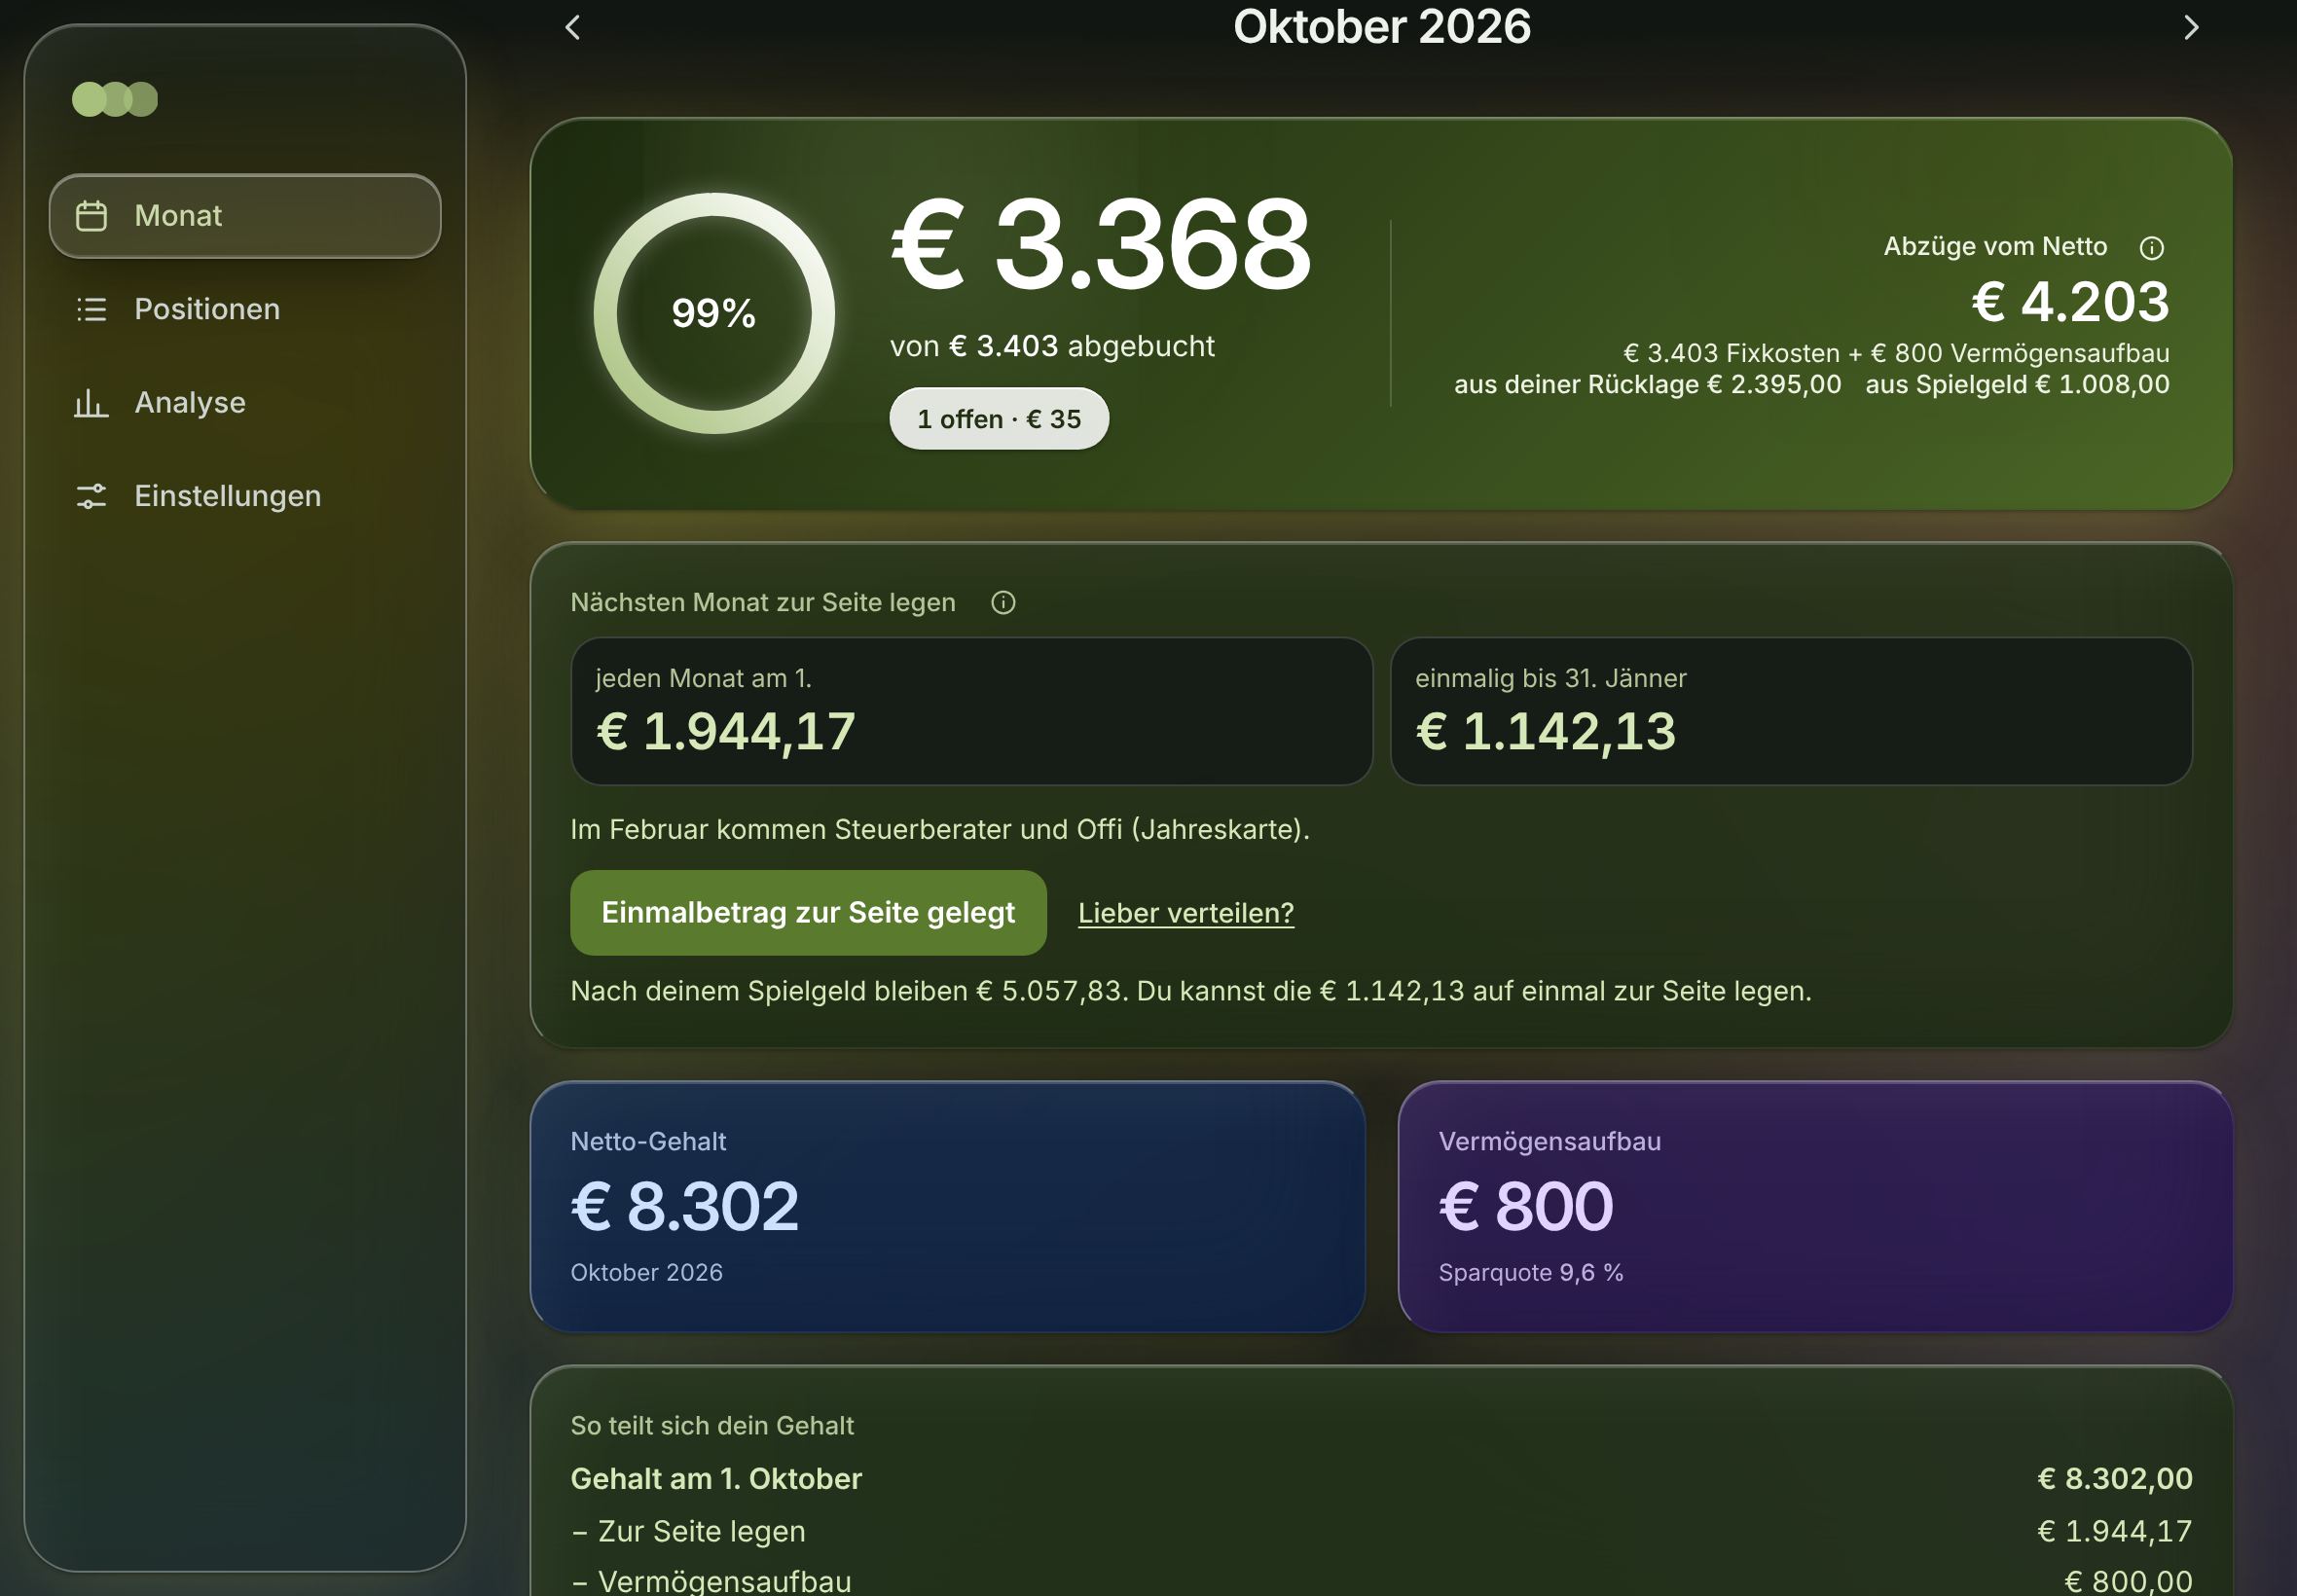 Oktober 2026
Monat
Positionen
Analyse
Einstellungen
99%
€ 3.368
von € 3.403 abgebucht
1 offen · € 35
Abzüge vom Netto
€ 4.203
€ 3.403 Fixkosten + € 800 Vermögensaufbau
aus deiner Rücklage € 2.395,00 aus Spielgeld € 1.008,00
Nächsten Monat zur Seite legen
jeden Monat am 1.
€ 1.944,17
einmalig bis 31. Jänner
€ 1.142,13
Im Februar kommen Steuerberater und Offi (Jahreskarte).
Einmalbetrag zur Seite gelegt
Lieber verteilen?
Nach deinem Spielgeld bleiben € 5.057,83. Du kannst die € 1.142,13 auf einmal zur Seite legen.
Netto-Gehalt
€ 8.302
Oktober 2026
Vermögensaufbau
€ 800
Sparquote 9,6 %
So teilt sich dein Gehalt
Gehalt am 1. Oktober € 8.302,00
– Zur Seite legen € 1.944,17
– Vermögensaufbau € 800,00